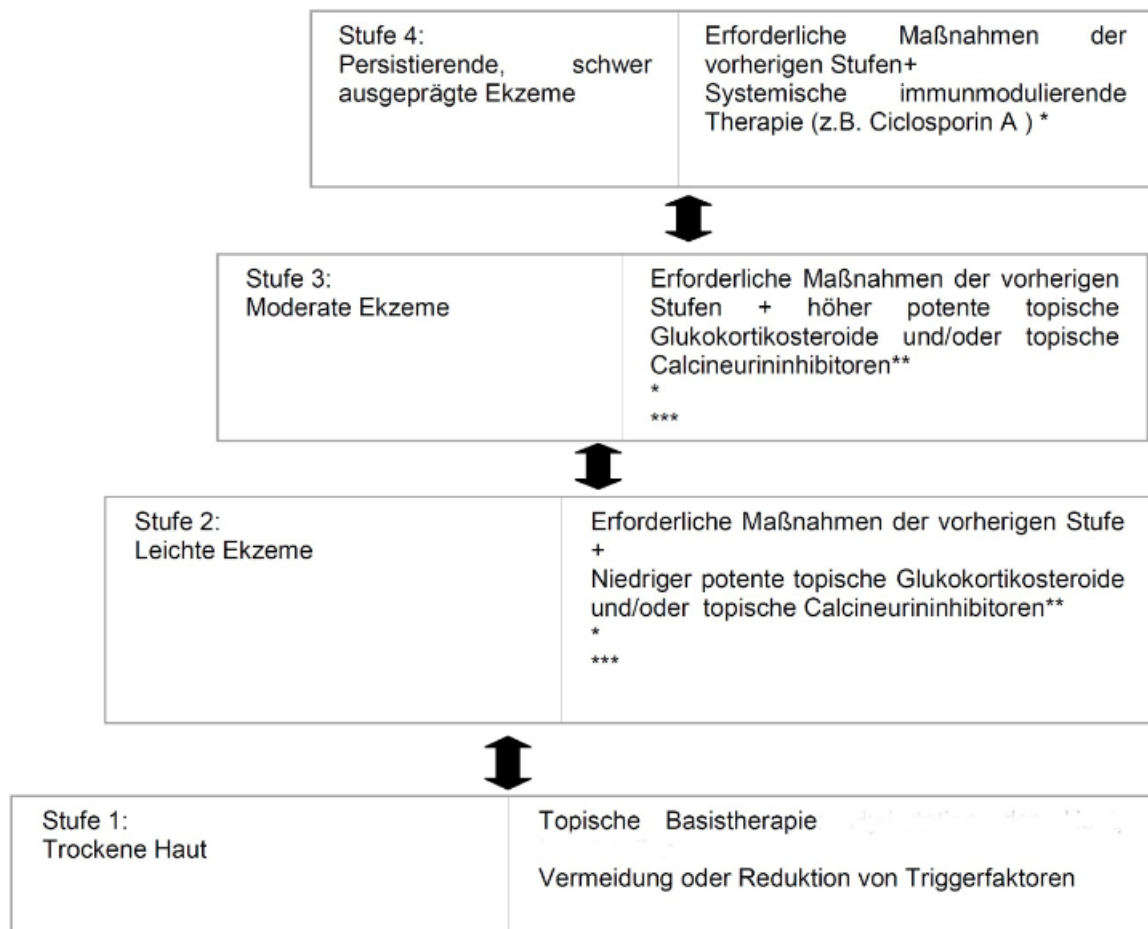 Stufe 4:
Persistierende, schwer
ausgeprägte Ekzeme
Erforderliche Maßnahmen der
vorherigen Stufen+
Systemische immunmodulierende
Therapie (z.B. Ciclosporin A ) *
Stufe 3:
Moderate Ekzeme
Erforderliche Maßnahmen der vorherigen
Stufen + höher potente topische
Glukokortikosteroide und/oder topische
Calcineurininhibitoren**
*
***
Stufe 2:
Leichte Ekzeme
Erforderliche Maßnahmen der vorherigen Stufe
+
Niedriger potente topische Glukokortikosteroide
und/oder topische Calcineurininhibitoren**
*
***
Stufe 1:
Trockene Haut
Topische Basistherapie
Vermeidung oder Reduktion von Triggerfaktoren